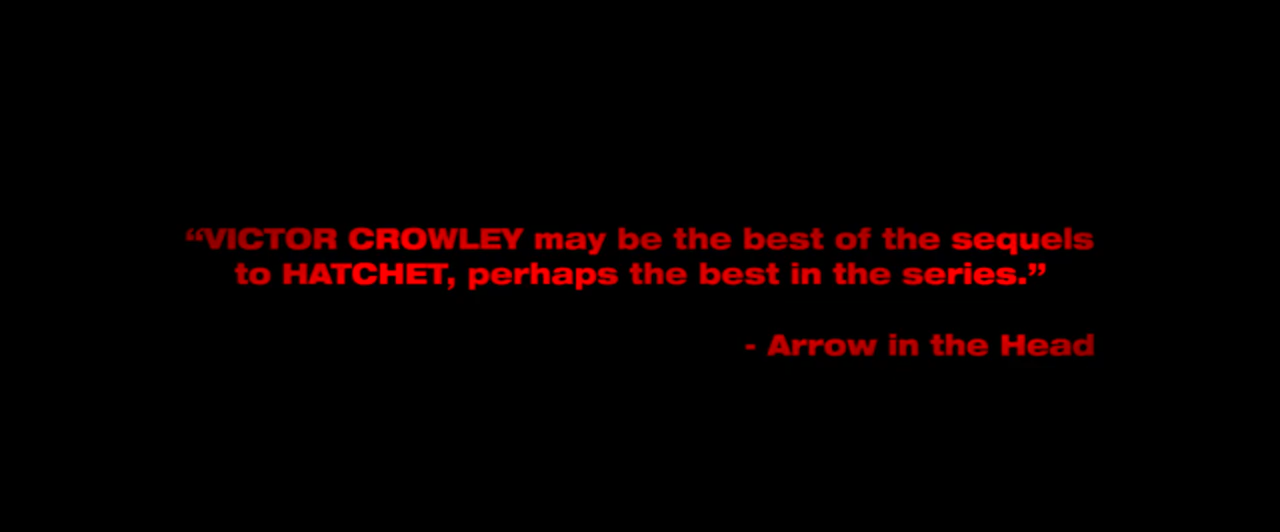 “VICTOR CROWLEY may be the best of the sequels
to HATCHET, perhaps the best in the series.”
- Arrow in the Head